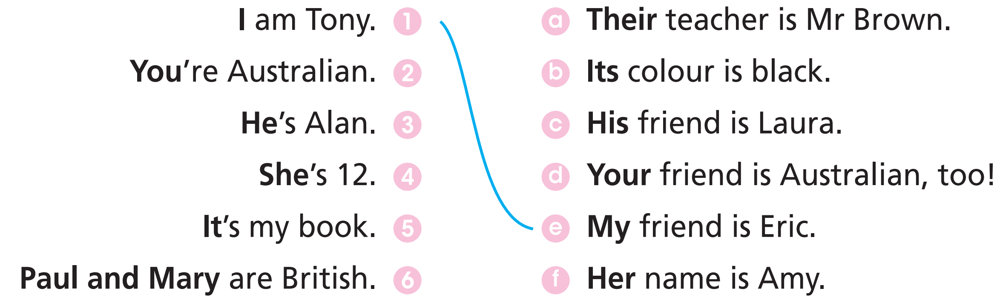 I am Tony. 1 a Their teacher is Mr Brown.
You're Australian. 2 b Its colour is black.
He's Alan. 3 c His friend is Laura.
She's 12. 4 d Your friend is Australian, too!
It's my book. 5 e My friend is Eric.
Paul and Mary are British. 6 f Her name is Amy.